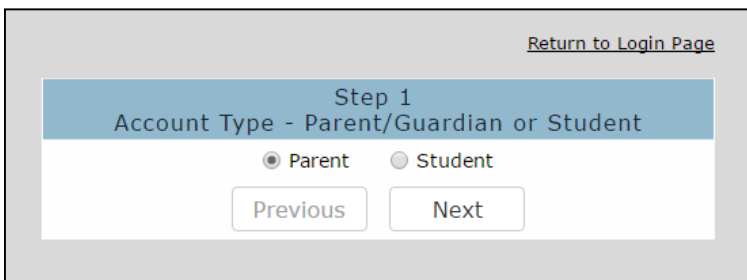 Return to Login Page
Step 1
Account Type - Parent/Guardian or Student
Parent Student
Previous Next